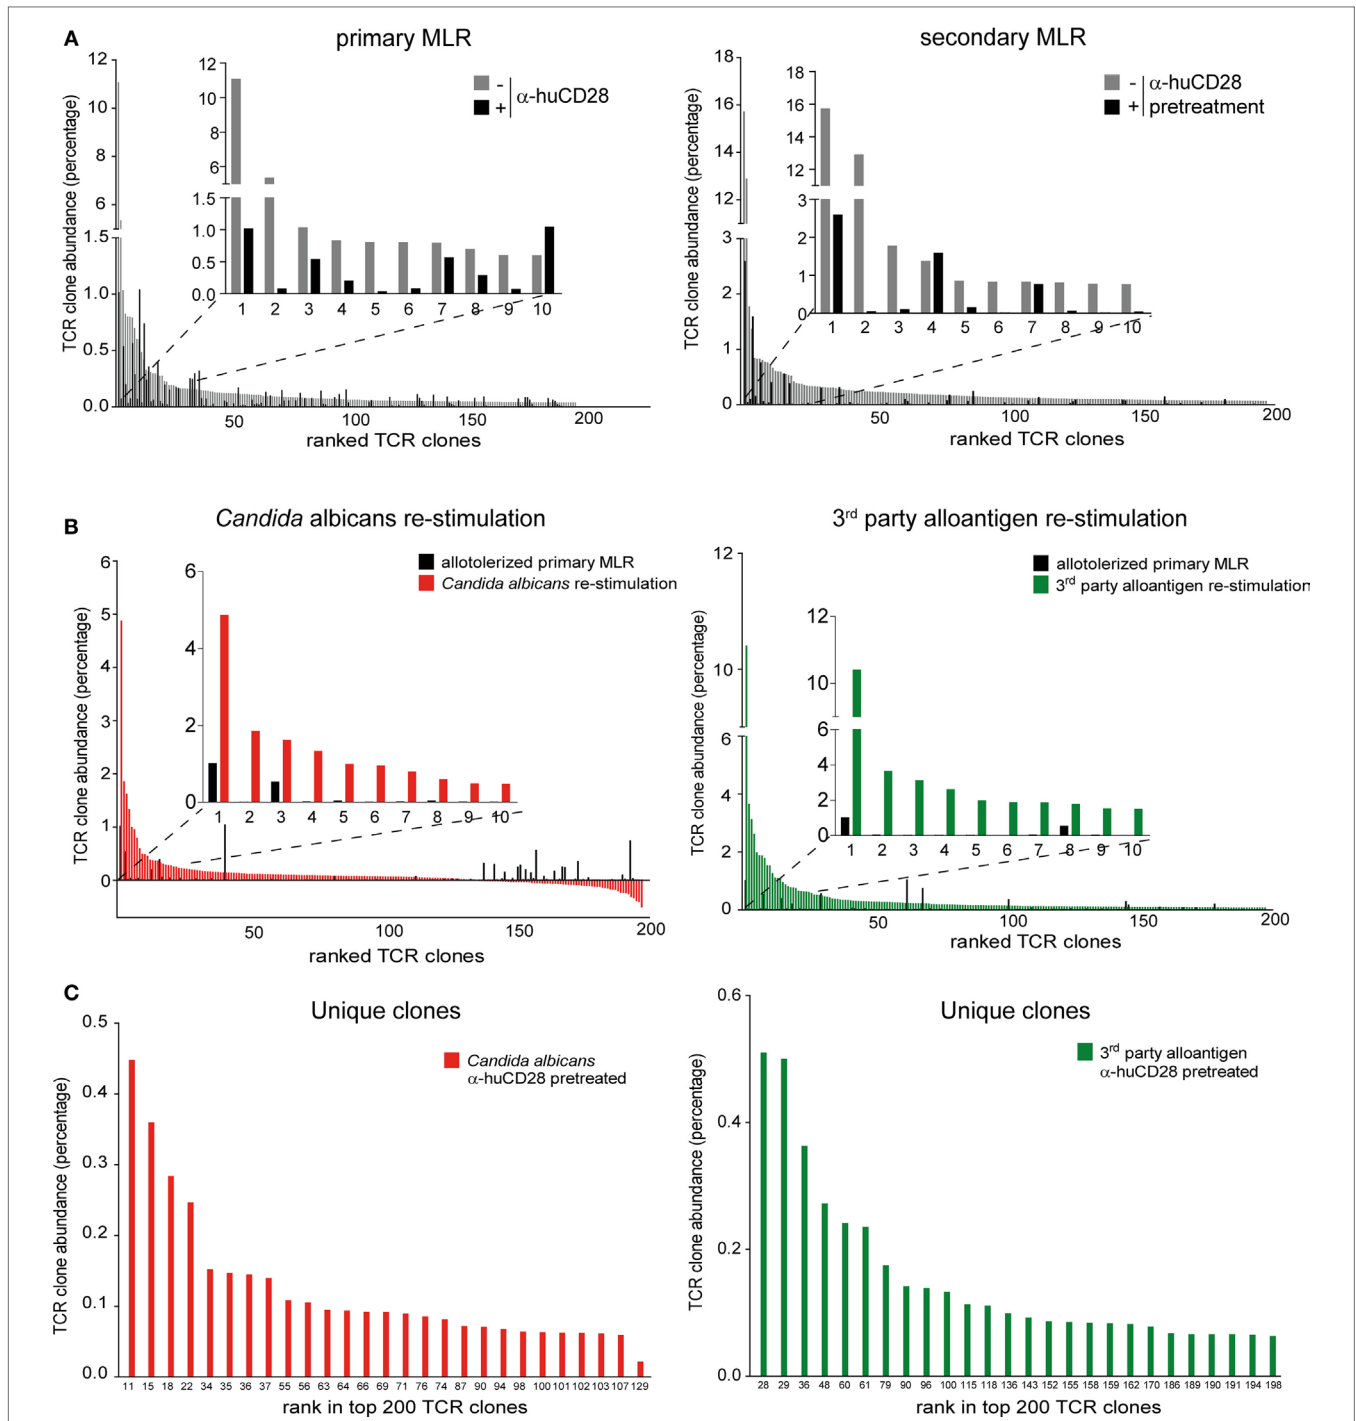 A
primary MLR
TCR clone abundance (percentage)
12
10
8
6
1.5
1.0
0.5
0.0
12
10
8
6
1.5
1.0
0.5
0.0
1 2 3 4 5 6 7 8 9 10
- α-huCD28
+
50 100 150 200
ranked TCR clones
secondary MLR
TCR clone abundance (percentage)
18
16
14
12
3
2
1
0
18
16
14
12
3
2
1
0
1 2 3 4 5 6 7 8 9 10
- α-huCD28
+ pretreatment
50 100 150 200
ranked TCR clones
B
Candida albicans re-stimulation
TCR clone abundance (percentage)
6
5
4
3
2
1
0
6
4
2
0
1 2 3 4 5 6 7 8 9 10
allotolerized primary MLR
Candida albicans re-stimulation
50 100 150 200
ranked TCR clones
3rd party alloantigen re-stimulation
TCR clone abundance (percentage)
12
10
6
4
2
0
12
10
6
4
2
0
1 2 3 4 5 6 7 8 9 10
allotolerized primary MLR
3rd party alloantigen re-stimulation
50 100 150 200
ranked TCR clones
C
Unique clones
TCR clone abundance (percentage)
0.5
0.4
0.3
0.2
0.1
0.0
Candida albicans
α-huCD28 pretreated
11 15 18 22 34 35 36 37 55 56 63 64 66 69 71 76 74 87 90 94 98 100 101 102 103 107 129
rank in top 200 TCR clones
Unique clones
TCR clone abundance (percentage)
0.6
0.4
0.2
0.0
3rd party alloantigen
α-huCD28 pretreated
28 29 36 48 60 61 79 90 96 100 115 118 136 143 152 155 158 159 162 170 186 189 190 191 194 198
rank in top 200 TCR clones